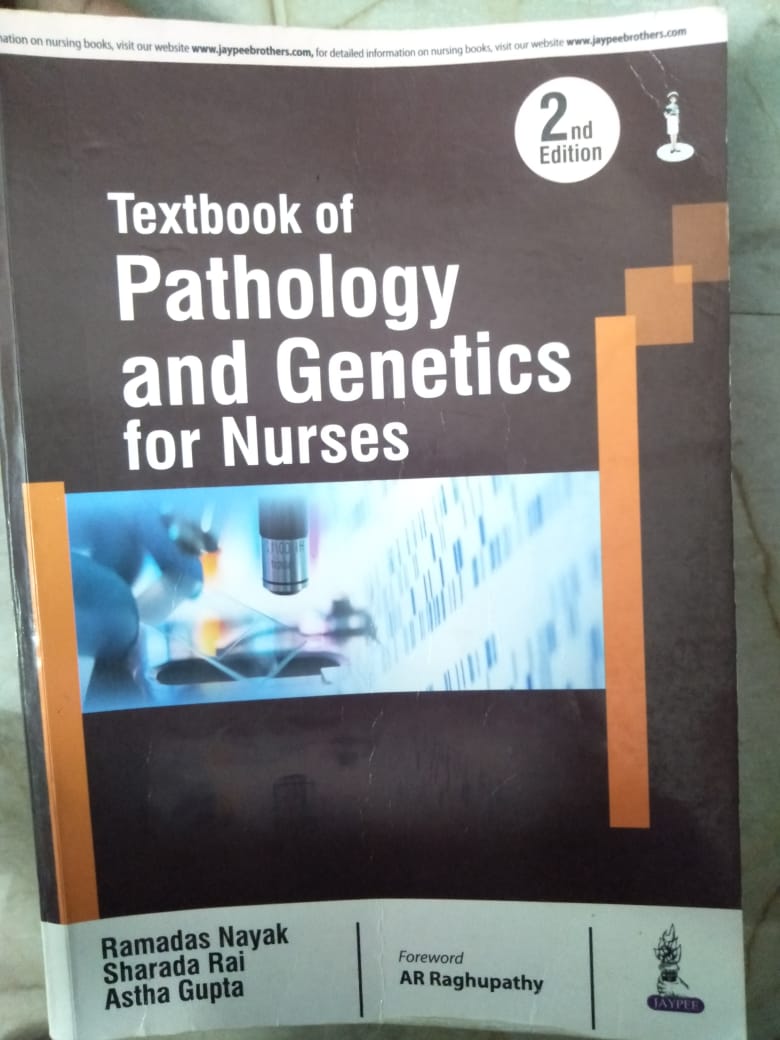 ation on nursing books, visit our website www.jaypeebrothers.com, for detailed information on nursing books, visit our website www.jaypeebrothers.com
2nd
Edition
Textbook of
Pathology
and Genetics
for Nurses
Ramadas Nayak
Sharada Rai
Astha Gupta
Foreword
AR Raghupathy
JAYPEE